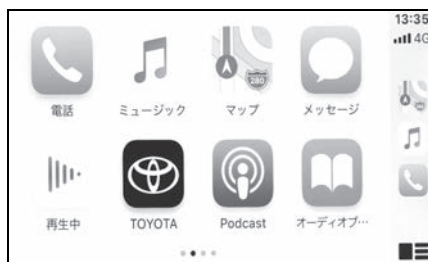 13:35
4G
電話
ミュージック
マップ
メッセージ
280
再生中
TOYOTA
Podcast
オーディオブ…